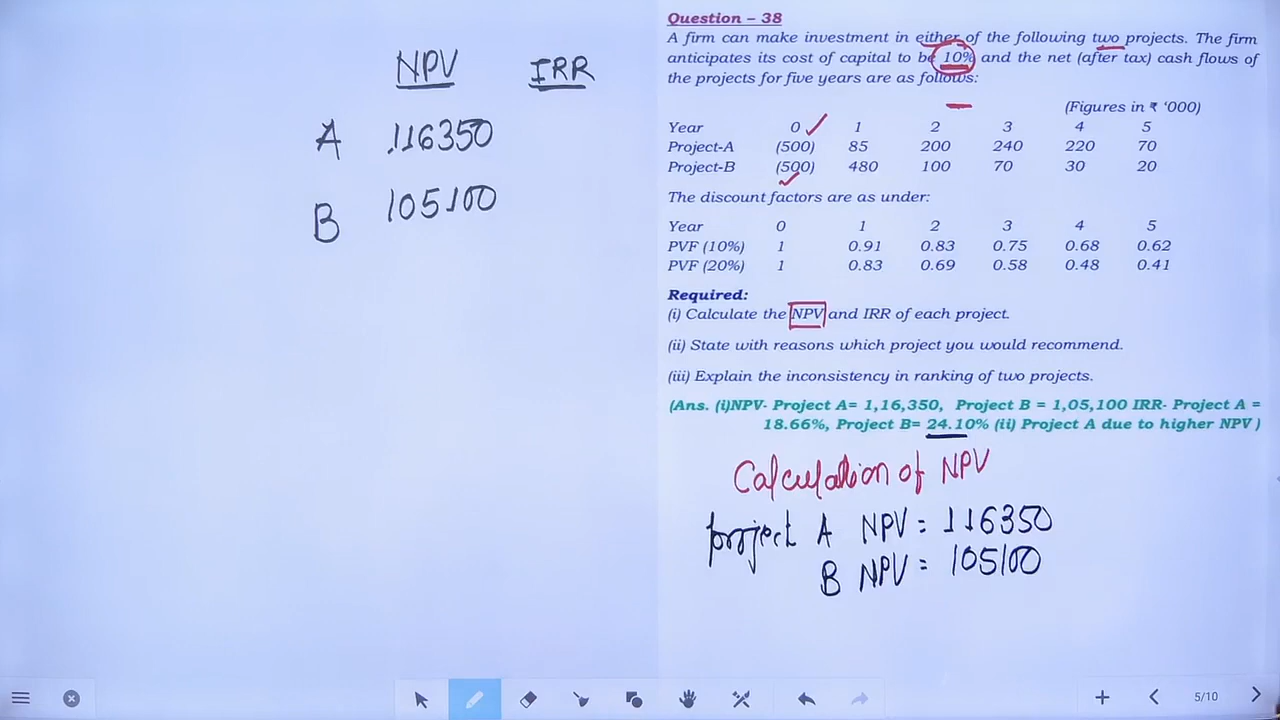 NPV IRR
A 116350
B 105100
Question – 38
A firm can make investment in either of the following two projects. The firm
anticipates its cost of capital to be 10% and the net (after tax) cash flows of
the projects for five years are as follows:
(Figures in ₹ ‘000)
Year 0 1 2 3 4 5
Project-A (500) 85 200 240 220 70
Project-B (500) 480 100 70 30 20
The discount factors are as under:
Year 0 1 2 3 4 5
PVF (10%) 1 0.91 0.83 0.75 0.68 0.62
PVF (20%) 1 0.83 0.69 0.58 0.48 0.41
Required:
(i) Calculate the NPV and IRR of each project.
(ii) State with reasons which project you would recommend.
(iii) Explain the inconsistency in ranking of two projects.
(Ans. (i)NPV- Project A= 1,16,350, Project B = 1,05,100 IRR- Project A =
18.66%, Project B= 24.10% (ii) Project A due to higher NPV )
Calculation of NPV
project A NPV = 116350
B NPV = 105100
5/10